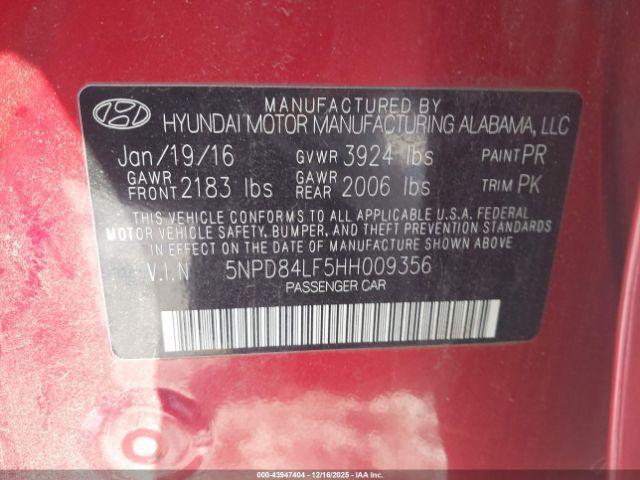 MANUFACTURED BY
HYUNDAI MOTOR MANUFACTURING ALABAMA, LLC
Jan/19/16 GVWR 3924 lbs PAINT PR
GAWR FRONT 2183 lbs GAWR REAR 2006 lbs TRIM PK
THIS VEHICLE CONFORMS TO ALL APPLICABLE U.S.A. FEDERAL
MOTOR VEHICLE SAFETY, BUMPER, AND THEFT PREVENTION STANDARDS
IN EFFECT ON THE DATE OF MANUFACTURE SHOWN ABOVE.
V.I.N 5NPD84LF5HH009356
PASSENGER CAR
000-43947404 - 12/16/2025 - IAA Inc.